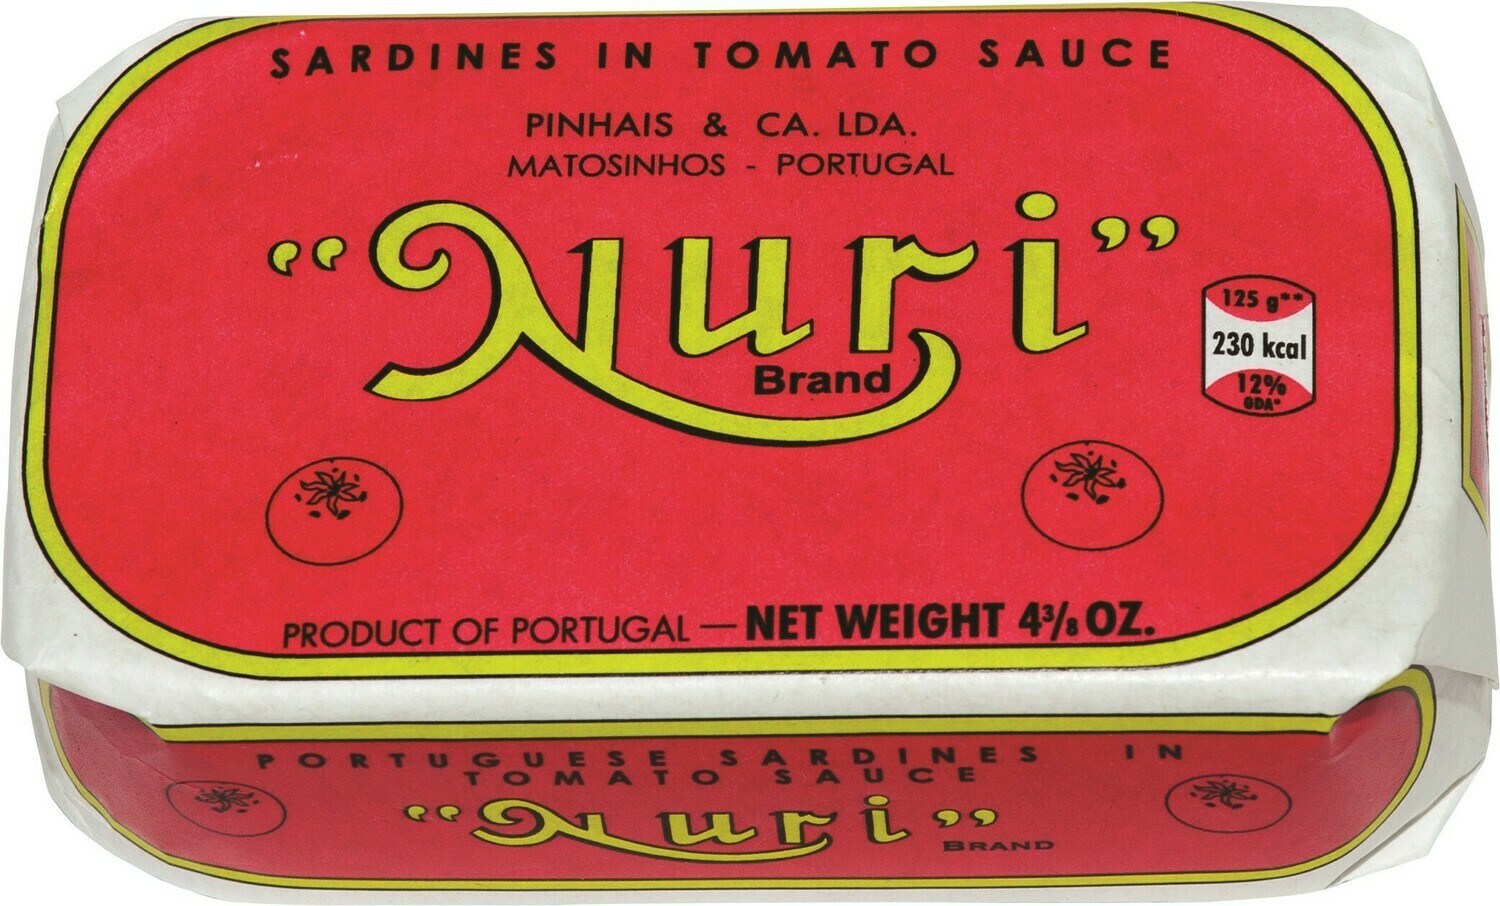 SARDINES IN TOMATO SAUCE
PINHAIS & CA. LDA.
MATOSINHOS - PORTUGAL
“Nuri”
Brand
125 g**
230 kcal
12%
GDA*
PRODUCT OF PORTUGAL — NET WEIGHT 4⅜ OZ.
PORTUGUESE SARDINES IN
TOMATO SAUCE
“Nuri”
BRAND